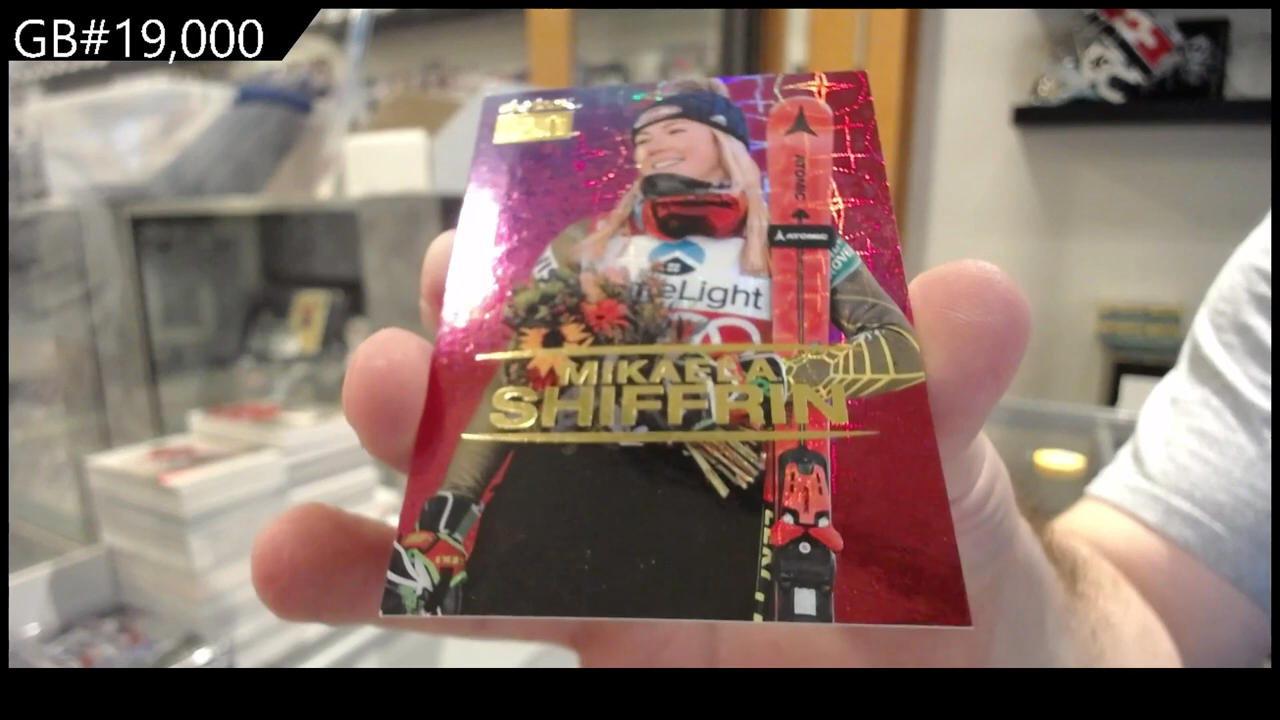 GB#19,000
ATOMIC
ATOMIC
eLight
MIKAELA
SHIFFRIN